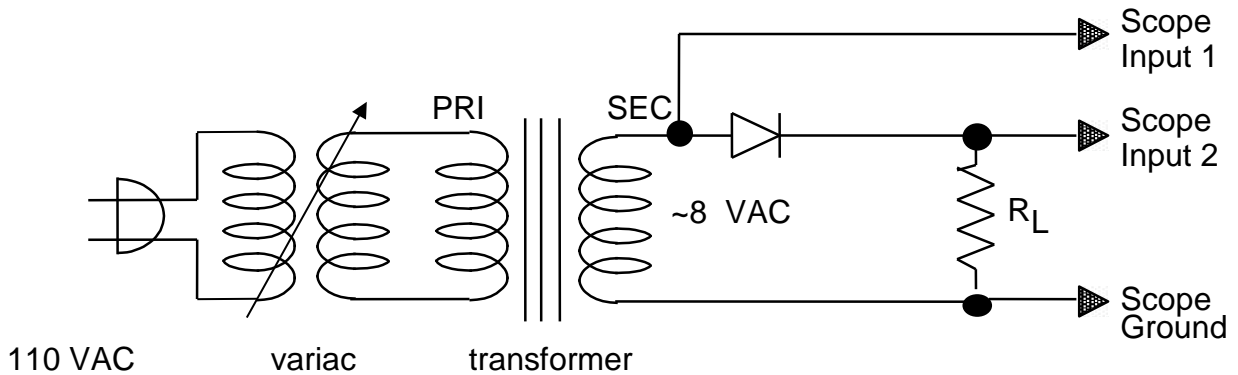 Scope
Input 1
PRI
SEC
Scope
Input 2
~8 VAC
RL
Scope
Ground
110 VAC
variac
transformer